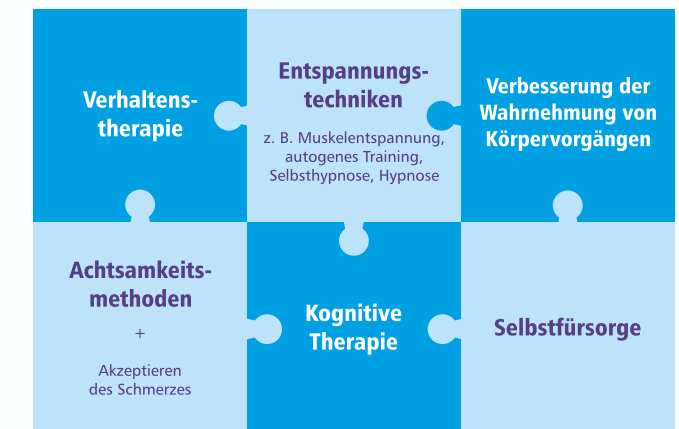 Verhaltens-
therapie
Entspannungs-
techniken
z. B. Muskelentspannung,
autogenes Training,
Selbsthypnose, Hypnose
Verbesserung der
Wahrnehmung von
Körpervorgängen
Achtsamkeits-
methoden
+
Akzeptieren
des Schmerzes
Kognitive
Therapie
Selbstfürsorge